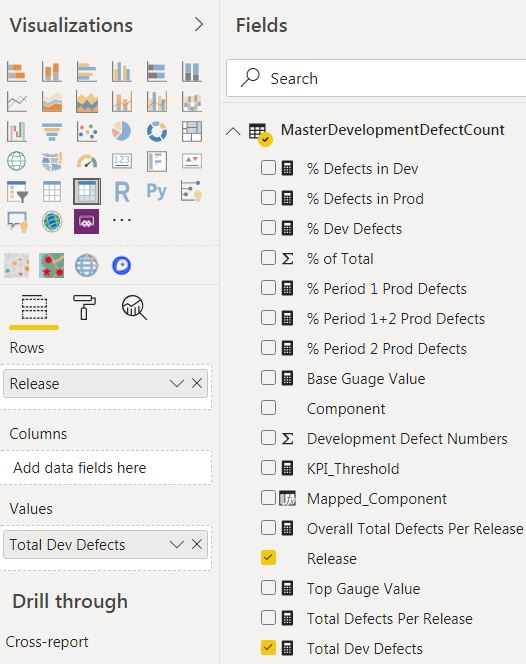 Visualizations
Fields
Search
123
R
Py
...
Rows
Release
Columns
Add data fields here
Values
Total Dev Defects
Drill through
Cross-report
MasterDevelopmentDefectCount
% Defects in Dev
% Defects in Prod
% Dev Defects
% of Total
% Period 1 Prod Defects
% Period 1+2 Prod Defects
% Period 2 Prod Defects
Base Guage Value
Component
Development Defect Numbers
KPI_Threshold
Mapped_Component
Overall Total Defects Per Release
Release
Top Gauge Value
Total Defects Per Release
Total Dev Defects